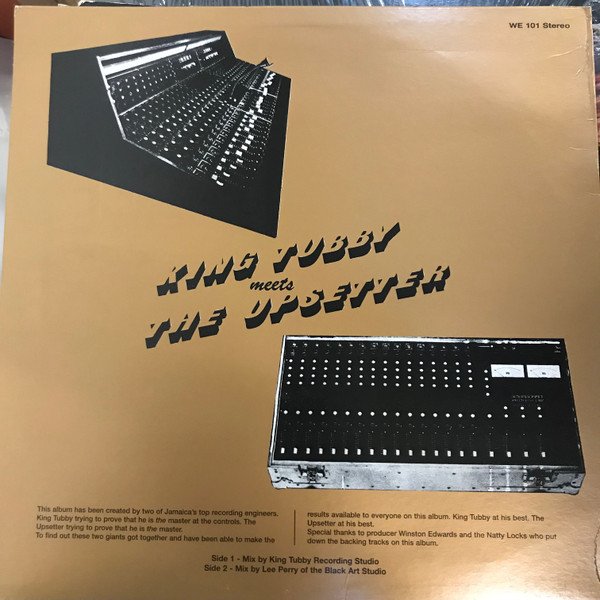 WE 101 Stereo
KING TUBBY
meets
THE UPSETTER
This album has been created by two of Jamaica's top recording engineers.
King Tubby trying to prove that he is the master at the controls. The
Upsetter trying to prove that he is the master.
To find out these two giants got together and have been able to make the
results available to everyone on this album. King Tubby at his best. The
Upsetter at his best.
Special thanks to producer Winston Edwards and the Natty Locks who put
down the backing tracks on this album.
Side 1 - Mix by King Tubby Recording Studio
Side 2 - Mix by Lee Perry of the Black Art Studio